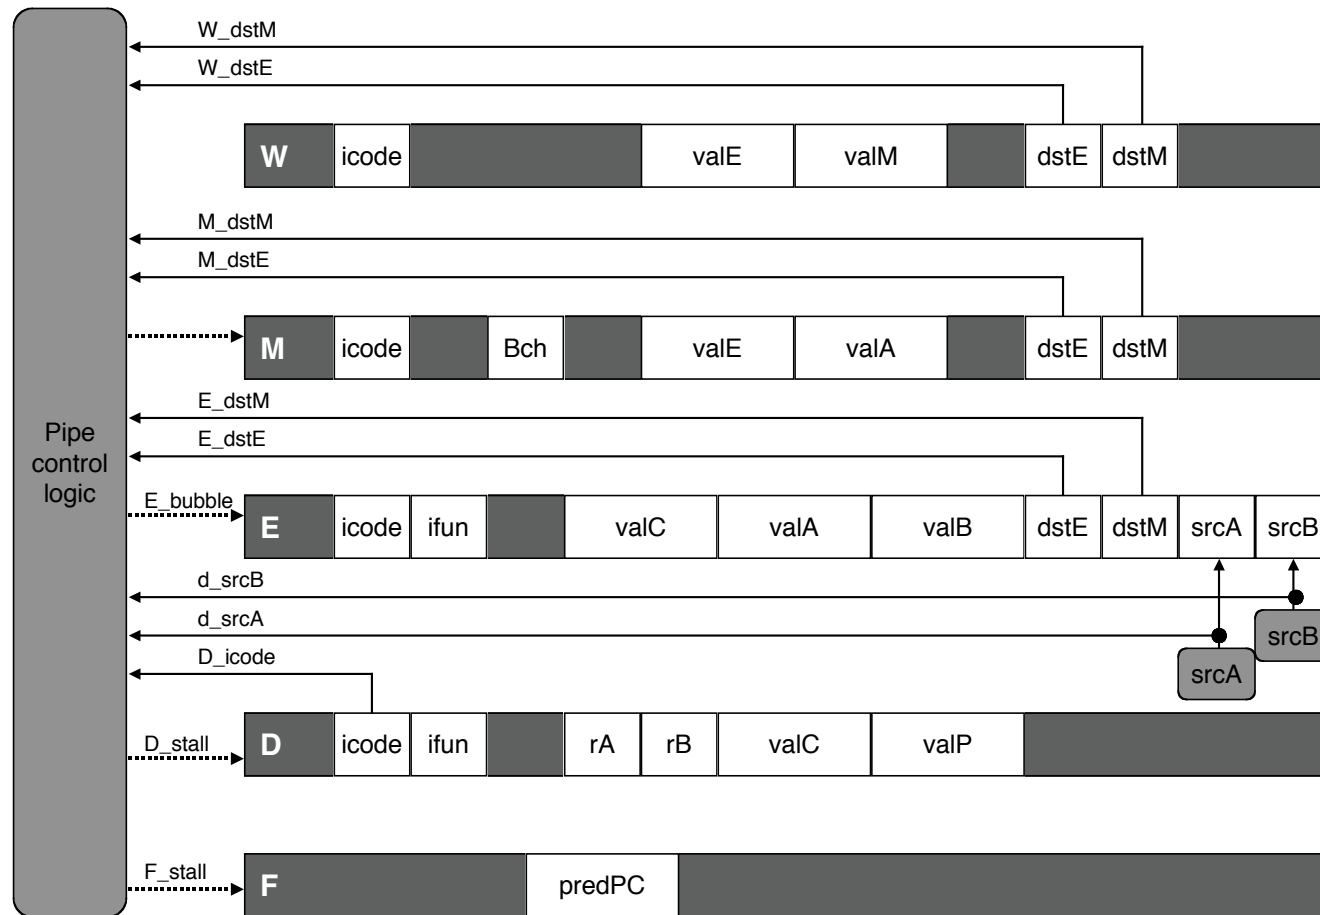 W_dstM
W_dstE
W icode valE valM dstE dstM
M_dstM
M_dstE
M icode Bch valE valA dstE dstM
E_dstM
E_dstE
Pipe
control
logic
E_bubble
E icode ifun valC valA valB dstE dstM srcA srcB
d_srcB
d_srcA
srcB
srcA
D_icode
D_stall
D icode ifun rA rB valC valP
F_stall
F predPC